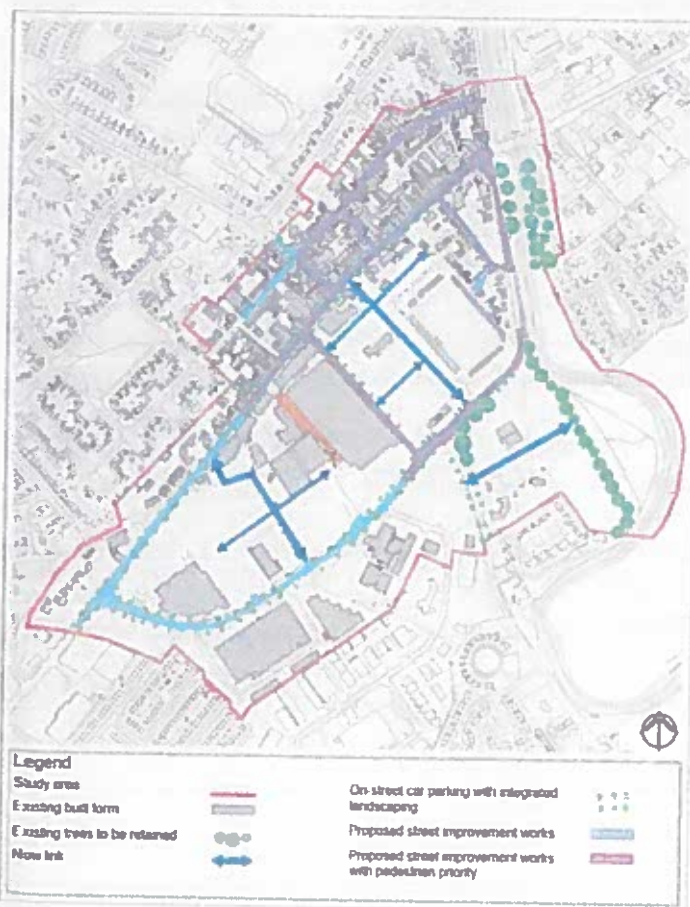 Legend
Study area
Existing built form
Existing trees to be retained
New link
On-street car parking with integrated
landscaping
Proposed street improvement works
Proposed street improvement works
with pedestrian priority